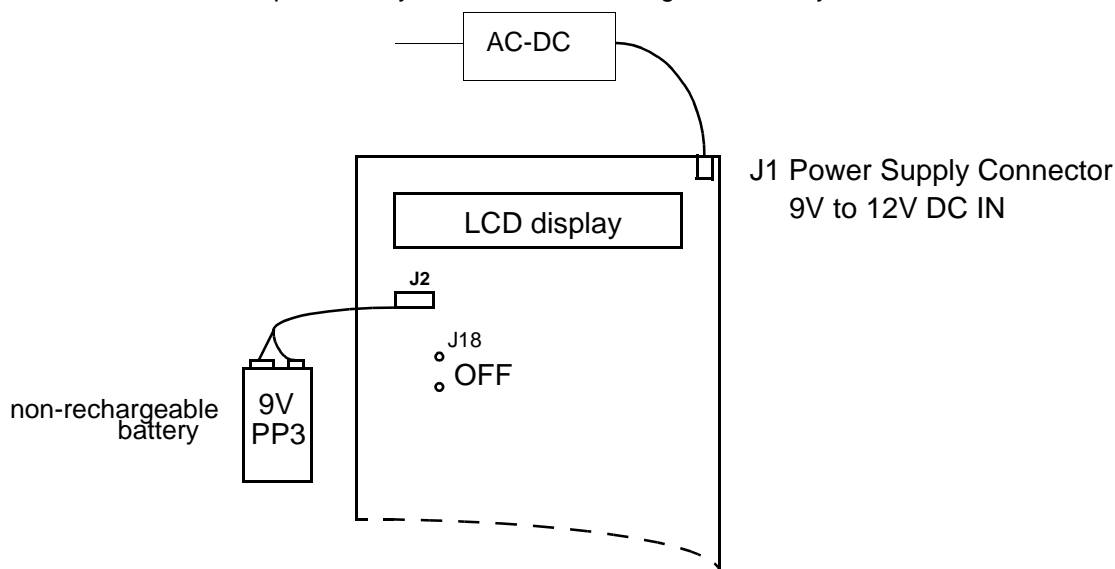 AC-DC
J1 Power Supply Connector
9V to 12V DC IN
LCD display
J2
J18
OFF
non-rechargeable
battery
9V
PP3